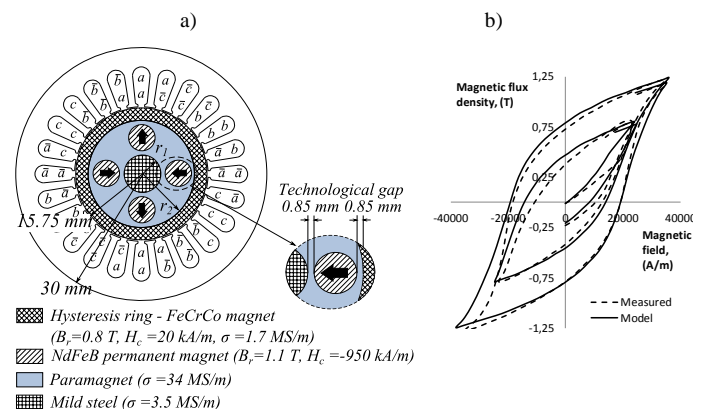 a)
b)
r₁
r₂
15.75 mm
30 mm
Technological gap
0.85 mm 0.85 mm
Hysteresis ring - FeCrCo magnet
(Bᵣ=0.8 T, H꜀ =20 kA/m, σ =1.7 MS/m)
NdFeB permanent magnet (Bᵣ=1.1 T, H꜀ =-950 kA/m)
Paramagnet (σ =34 MS/m)
Mild steel (σ =3.5 MS/m)
Magnetic flux
density, (T)
1,25
0,75
0,25
-0,25
-0,75
-1,25
-40000 -20000 0 20000 40000
Magnetic
field,
(A/m)
Measured
Model